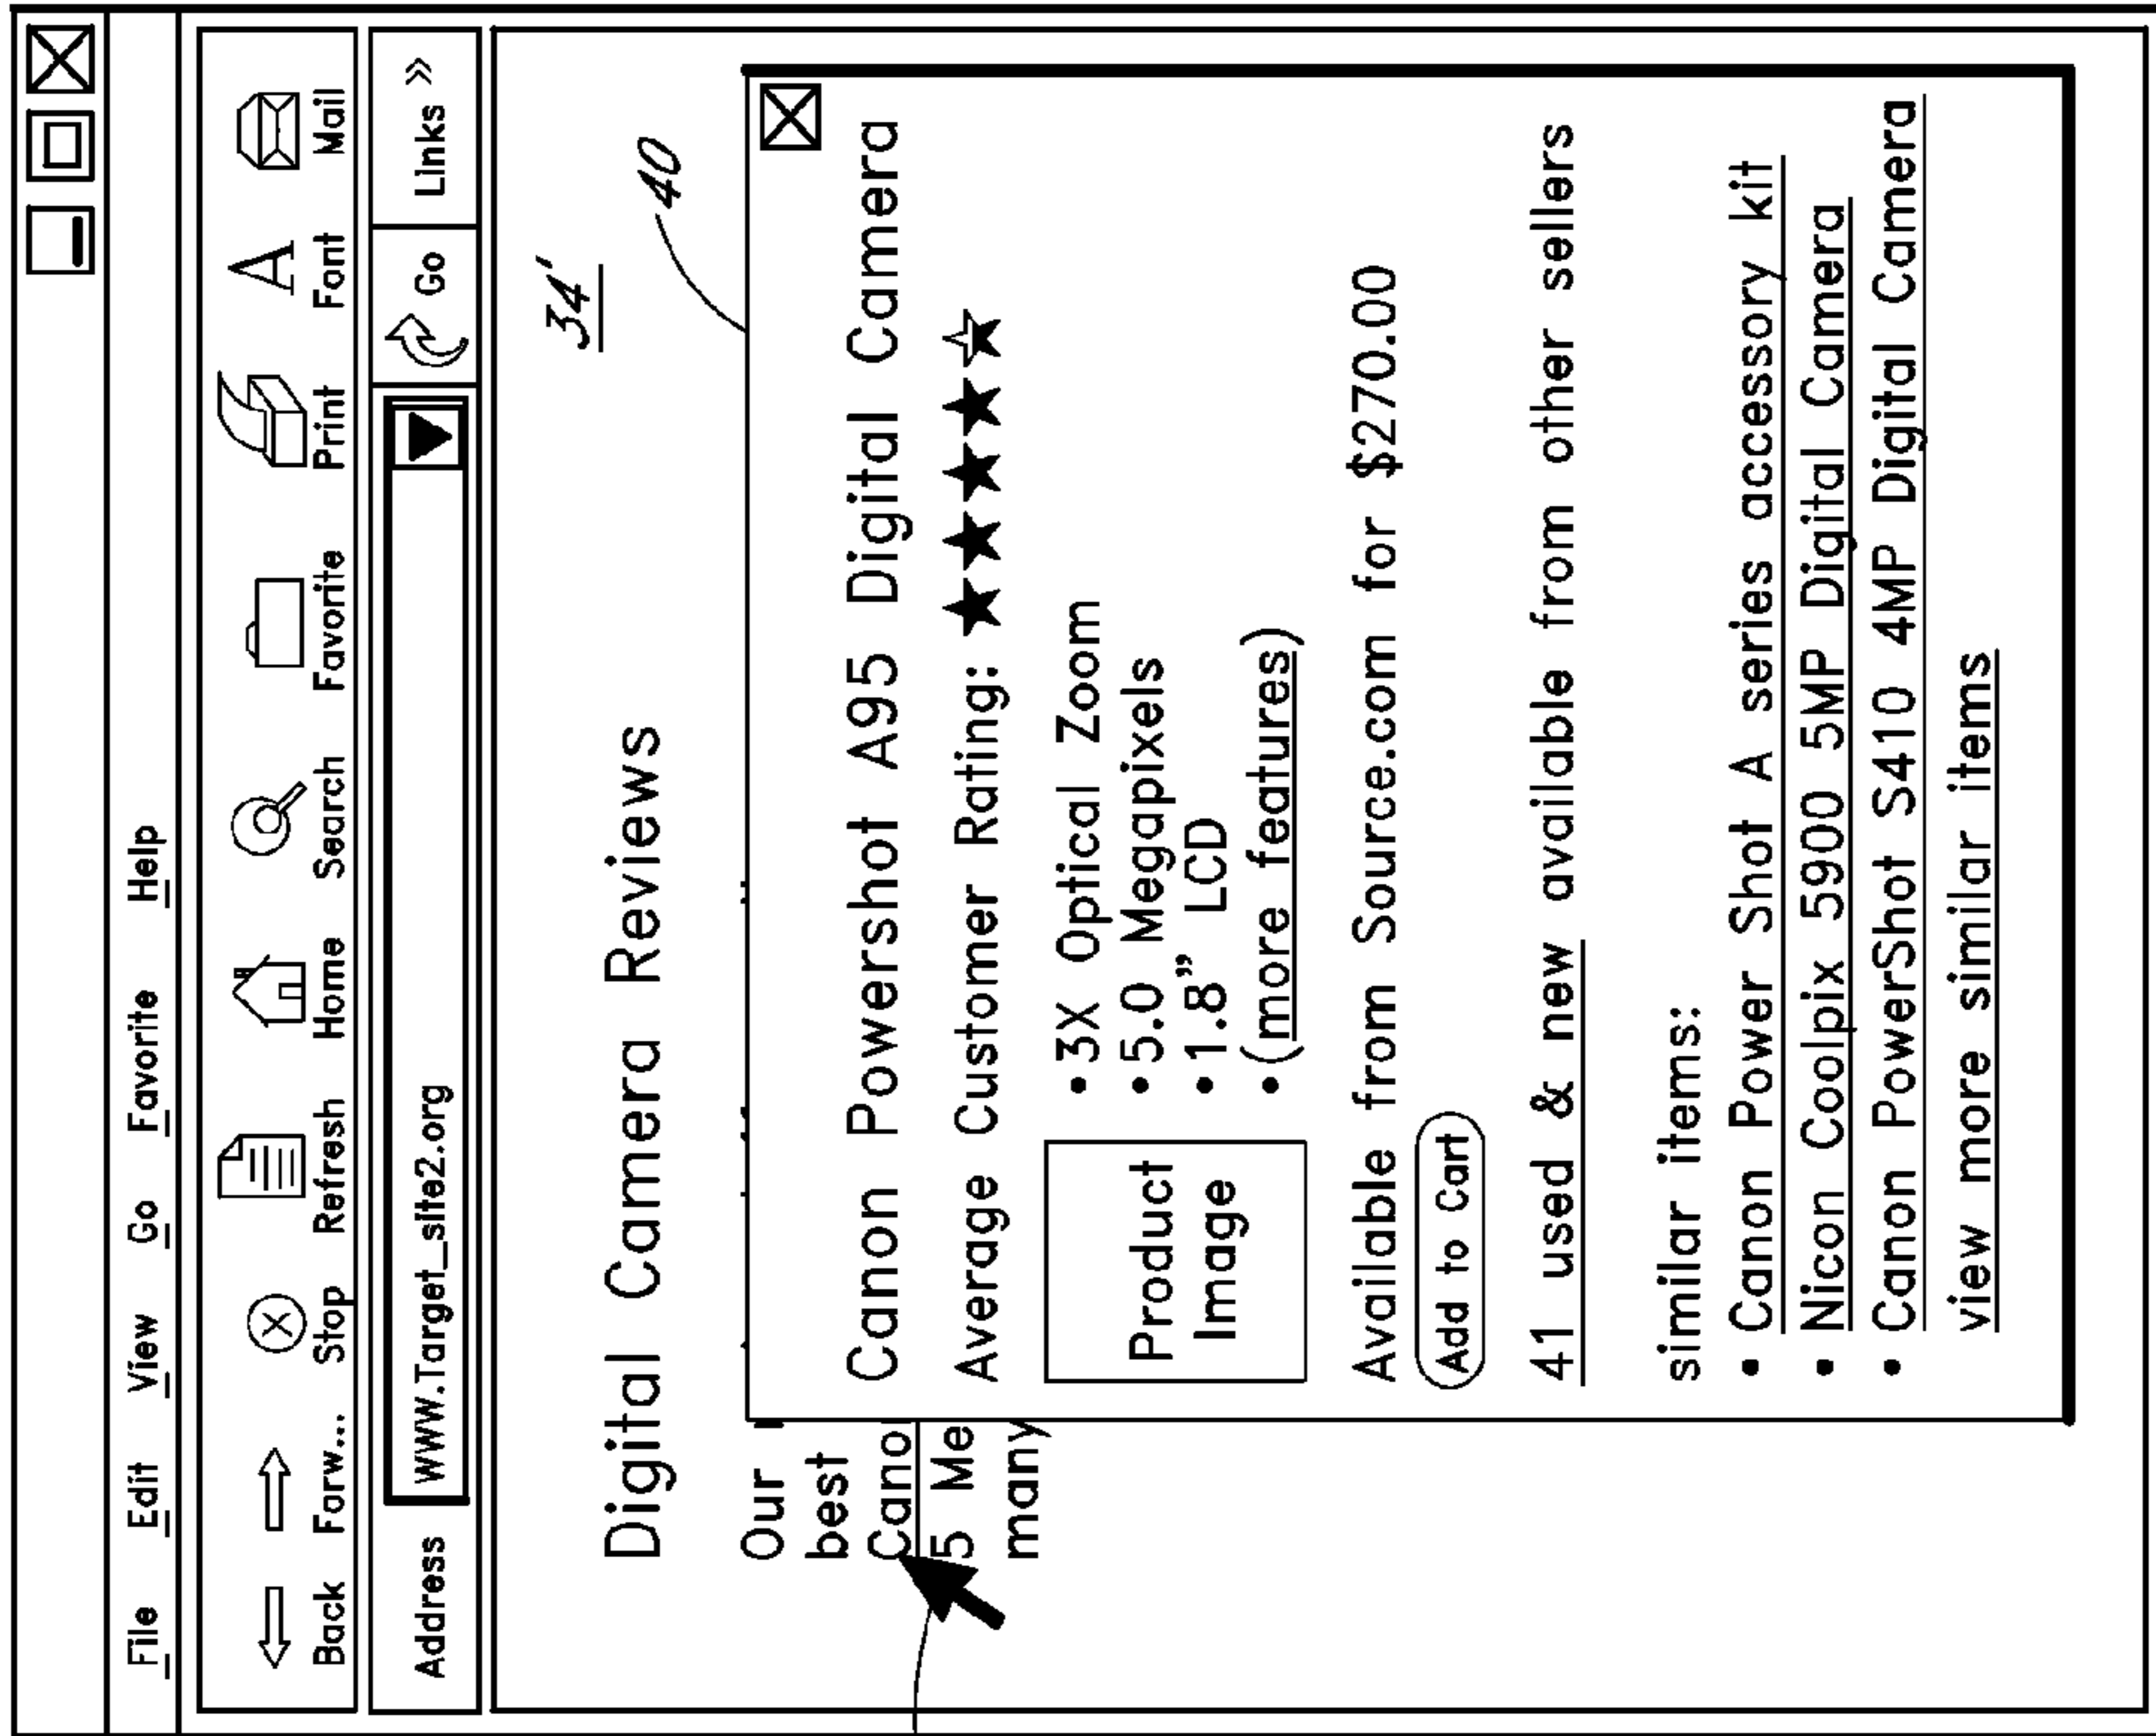 File Edit View Go Favorite Help
Back Forw... Stop Refresh Home Search Favorite Print Font Mail
Address WWW.Target_site2.org Go Links »
34'
Digital Camera Reviews
40
Our
best
Cano
5 Me
many
Canon Powershot A95 Digital Camera
Average Customer Rating:
Product
Image
• 3X Optical Zoom
• 5.0 Megapixels
• 1.8” LCD
• (more features)
Available from Source.com for $270.00
Add to Cart
41 used & new available from other sellers
similar items:
• Canon Power Shot A series accessory kit
• Nicon Coolpix 5900 5MP Digital Camera
• Canon PowerShot S410 4MP Digital Camera
view more similar items